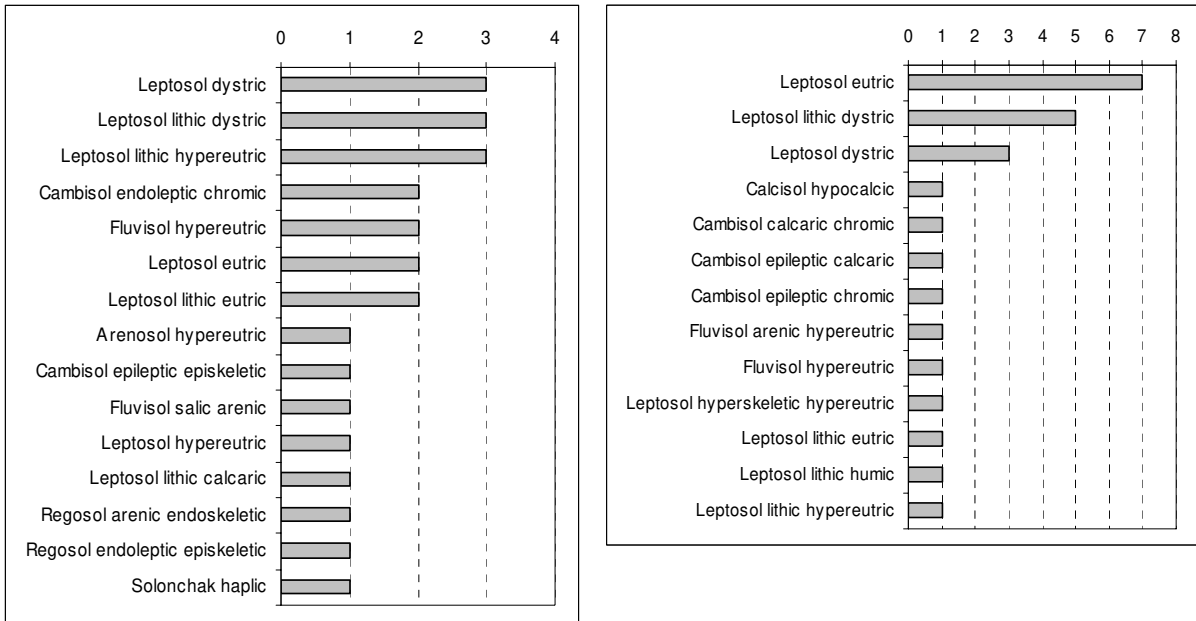 0 1 2 3 4
Leptosol dystric
Leptosol lithic dystric
Leptosol lithic hypereutric
Cambisol endoleptic chromic
Fluvisol hypereutric
Leptosol eutric
Leptosol lithic eutric
Arenosol hypereutric
Cambisol epileptic episkeletic
Fluvisol salic arenic
Leptosol hypereutric
Leptosol lithic calcaric
Regosol arenic endoskeletic
Regosol endoleptic episkeletic
Solonchak haplic
0 1 2 3 4 5 6 7 8
Leptosol eutric
Leptosol lithic dystric
Leptosol dystric
Calcisol hypocalcic
Cambisol calcaric chromic
Cambisol epileptic calcaric
Cambisol epileptic chromic
Fluvisol arenic hypereutric
Fluvisol hypereutric
Leptosol hyperskeletic hypereutric
Leptosol lithic eutric
Leptosol lithic humic
Leptosol lithic hypereutric